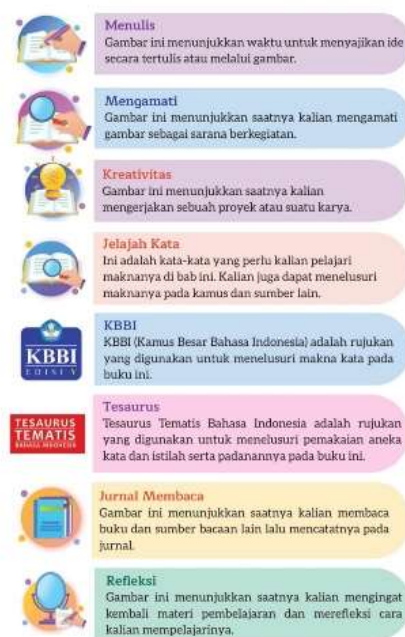 Menulis
Gambar ini menunjukkan waktu untuk menyajikan ide
secara tertulis atau melalui gambar.
Mengamati
Gambar ini menunjukkan saatnya kalian mengamati
gambar sebagai sarana berkegiatan.
Kreativitas
Gambar ini menunjukkan saatnya kalian
mengerjakan sebuah proyek atau suatu karya.
Jelajah Kata
Ini adalah kata-kata yang perlu kalian pelajari
maknanya di bab ini. Kalian juga dapat menelusuri
maknanya pada kamus dan sumber lain.
KBBI
EDISI V
KBBI
KBBI (Kamus Besar Bahasa Indonesia) adalah rujukan
yang digunakan untuk menelusuri makna kata pada
buku ini.
TESAURUS
TEMATIS
BAHASA INDONESIA
Tesaurus
Tesaurus Tematis Bahasa Indonesia adalah rujukan
yang digunakan untuk menelusuri pemakaian aneka
kata dan istilah serta padanannya pada buku ini.
Jurnal Membaca
Gambar ini menunjukkan saatnya kalian membaca
buku dan sumber bacaan lain lalu mencatatnya pada
jurnal.
Refleksi
Gambar ini menunjukkan saatnya kalian mengingat
kembali materi pembelajaran dan merefleksi cara
kalian mempelajarinya.